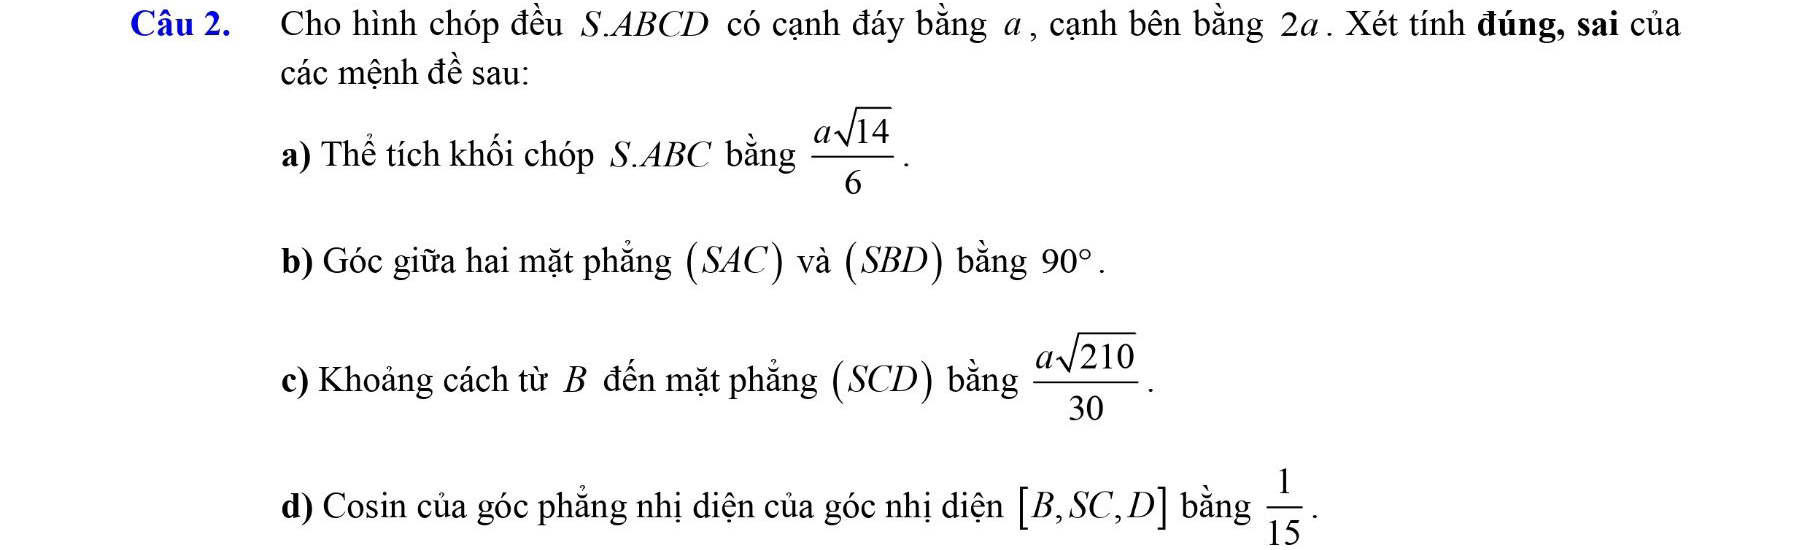 Câu 2. Cho hình chóp đều S.ABCD có cạnh đáy bằng a, cạnh bên bằng 2a. Xét tính đúng, sai của
các mệnh đề sau:
a) Thể tích khối chóp S.ABC bằng \frac{a\sqrt{14}}{6}.
b) Góc giữa hai mặt phẳng (SAC) và (SBD) bằng 90°.
c) Khoảng cách từ B đến mặt phẳng (SCD) bằng \frac{a\sqrt{210}}{30}.
d) Cosin của góc phẳng nhị diện của góc nhị diện [B,SC,D] bằng \frac{1}{15}.